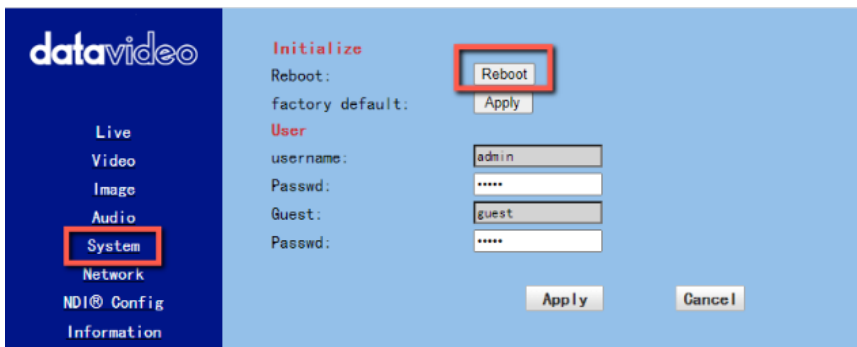 datavideo
Live
Video
Image
Audio
System
Network
NDI® Config
Information
Initialize
Reboot: Reboot
factory default: Apply
User
username: admin
Passwd: •••••
Guest: guest
Passwd: •••••
Apply Cancel